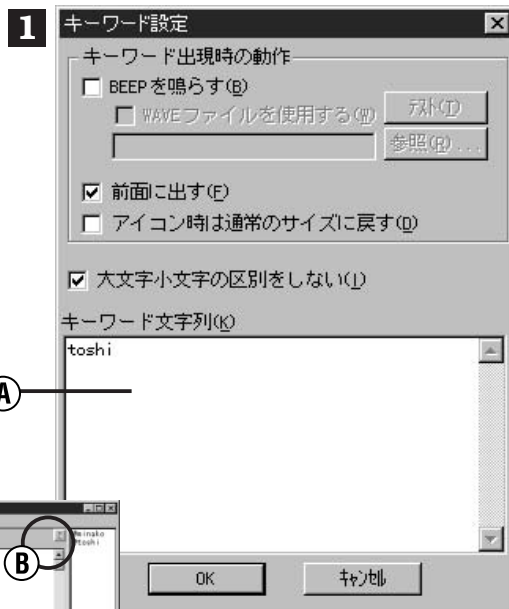 1
キーワード設定
キーワード出現時の動作
BEEPを鳴らす(B)
WAVEファイルを使用する(W)
テスト(T)
参照(R)...
前面に出す(F)
アイコン時は通常のサイズに戻す(D)
大文字小文字の区別をしない(I)
キーワード文字列(K)
toshi
A
B
OK
キャンセル